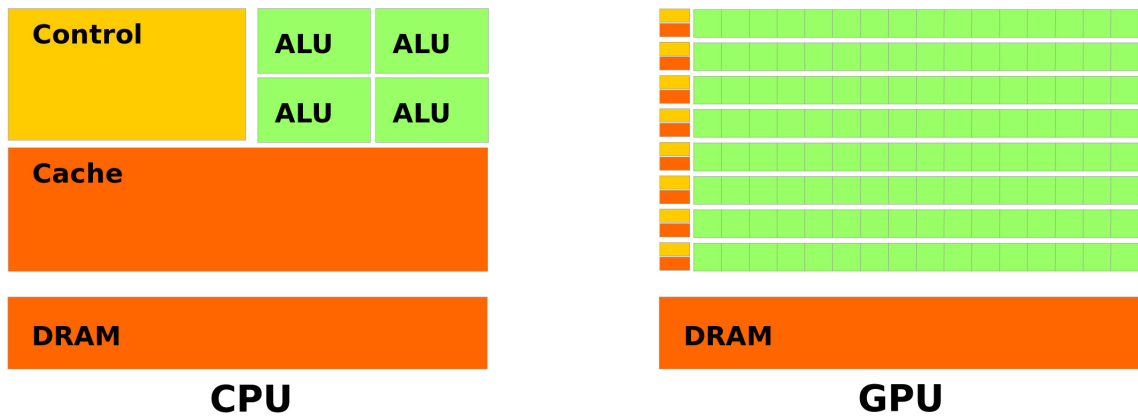 Control
ALU ALU
ALU ALU
Cache
DRAM
CPU
DRAM
GPU